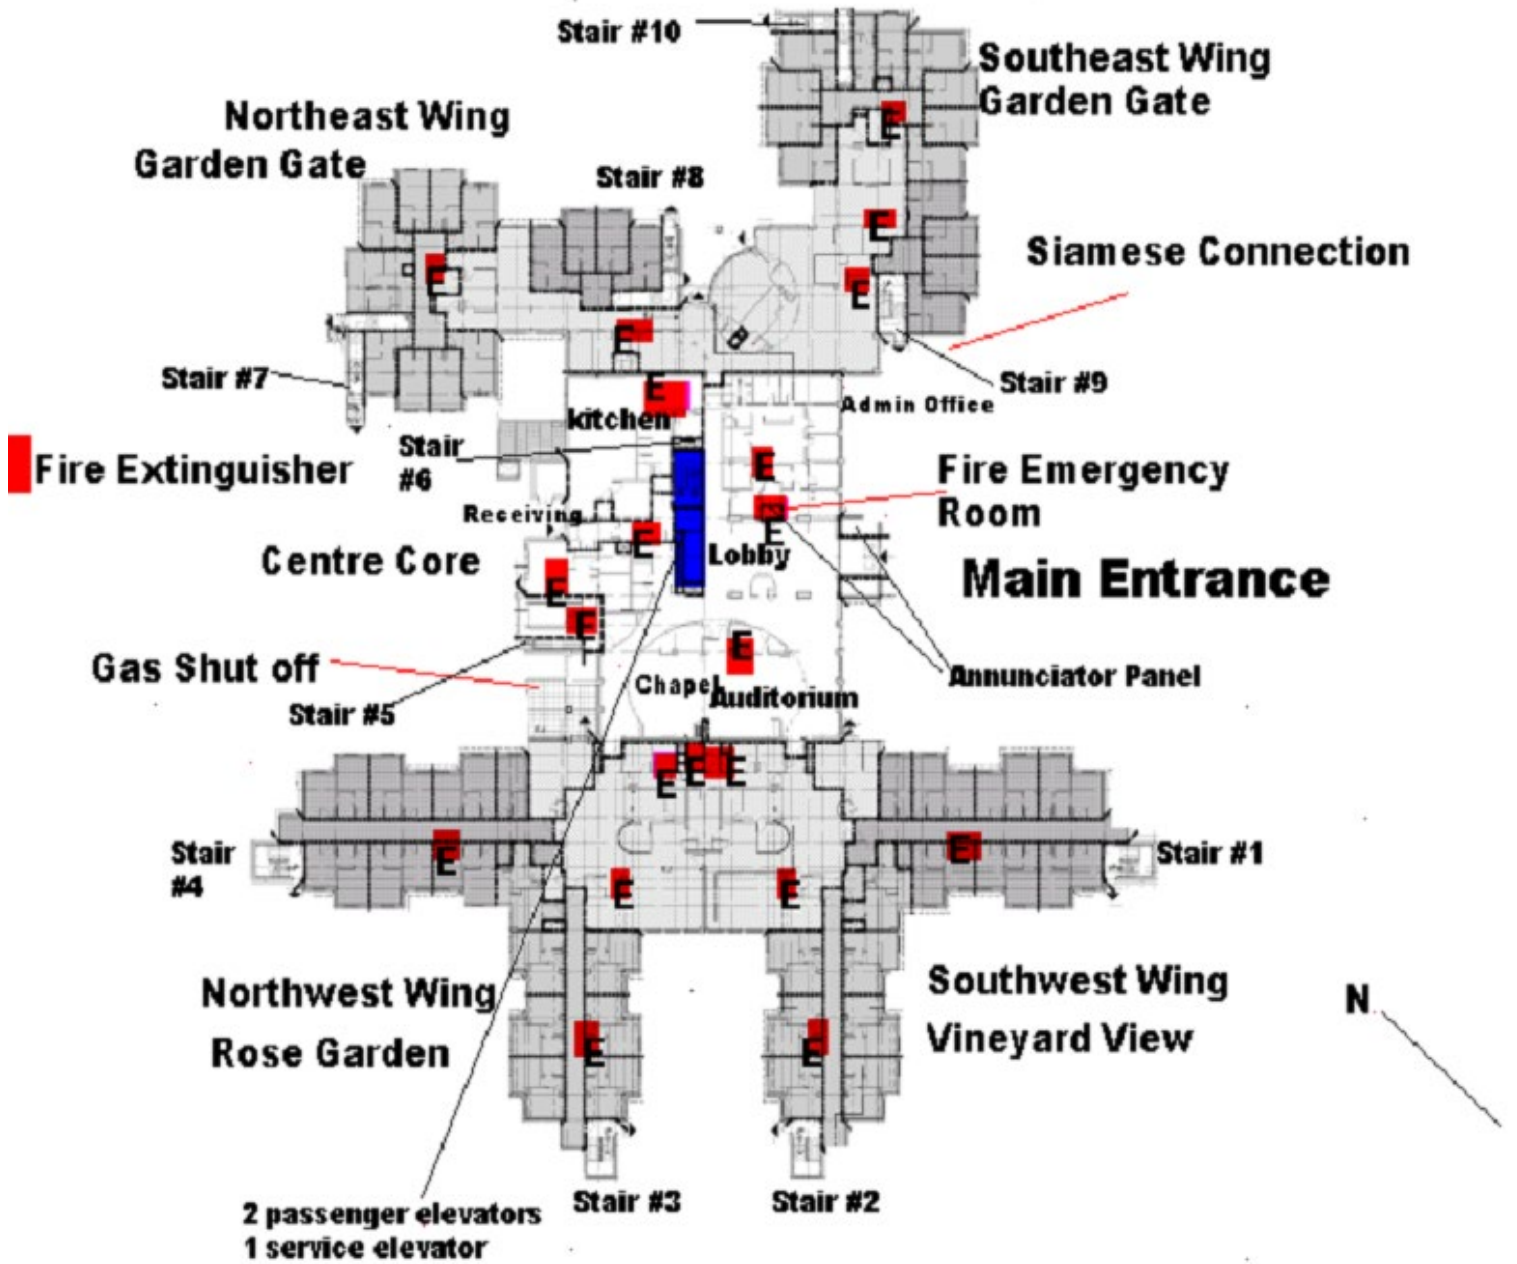 Stair #10
Southeast Wing
Garden Gate
Northeast Wing
Garden Gate
Stair #8
E
E
Siamese Connection
E
E
E
Stair #7
E
Stair #9
Admin Office
kitchen
Stair
#6
Fire Extinguisher
E
Fire Emergency
Room
Receiving
E
E
Lobby
Centre Core
Main Entrance
E
E
E
Gas Shut off
Chapel
Auditorium
Annunciator Panel
Stair #5
E
E
E
Stair
#4
E
E
Stair #1
E
E
Northwest Wing
Rose Garden
Southwest Wing
Vineyard View
N
E
E
Stair #3
Stair #2
2 passenger elevators
1 service elevator